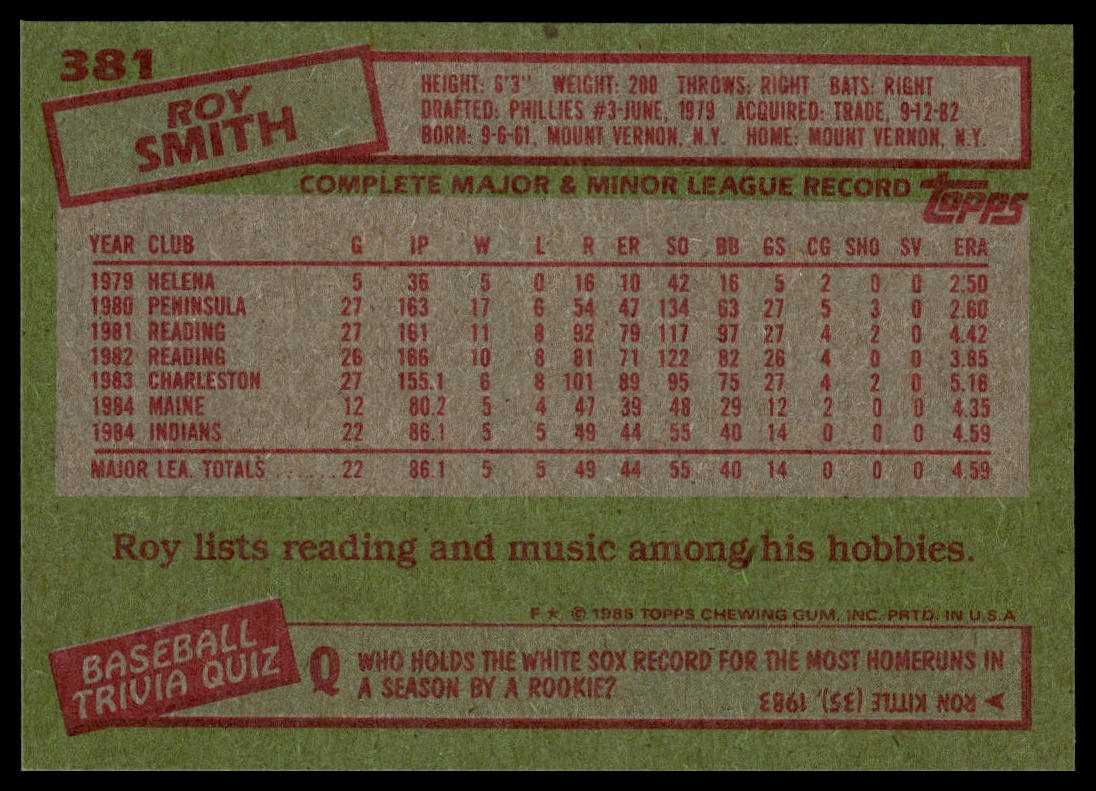 381
ROY
SMITH
HEIGHT: 6'3" WEIGHT: 200 THROWS: RIGHT BATS: RIGHT
DRAFTED: PHILLIES #3-JUNE, 1979 ACQUIRED: TRADE, 9-12-82
BORN: 9-6-61, MOUNT VERNON, N.Y. HOME: MOUNT VERNON, N.Y.
COMPLETE MAJOR & MINOR LEAGUE RECORD TOPPS
YEAR CLUB G IP W L R ER SO BB GS CG SHO SV ERA
1979 HELENA 5 36 5 0 16 10 42 16 5 2 0 0 2.50
1980 PENINSULA 27 163 17 6 54 47 134 63 27 5 3 0 2.60
1981 READING 27 161 11 8 92 79 117 97 27 4 2 0 4.42
1982 READING 26 166 10 8 81 71 122 82 26 4 0 0 3.85
1983 CHARLESTON 27 155.1 6 8 101 89 95 75 27 4 2 0 5.16
1984 MAINE 12 80.2 5 4 47 39 48 29 12 2 0 0 4.35
1984 INDIANS 22 86.1 5 5 49 44 55 40 14 0 0 0 4.59
MAJOR LEA. TOTALS ....... 22 86.1 5 5 49 44 55 40 14 0 0 0 4.59
Roy lists reading and music among his hobbies.
F ★ © 1985 TOPPS CHEWING GUM, INC. PRTD. IN U.S.A
BASEBALL
TRIVIA QUIZ
Q WHO HOLDS THE WHITE SOX RECORD FOR THE MOST HOMERUNS IN
A SEASON BY A ROOKIE?
RON KITTLE (35), 1983